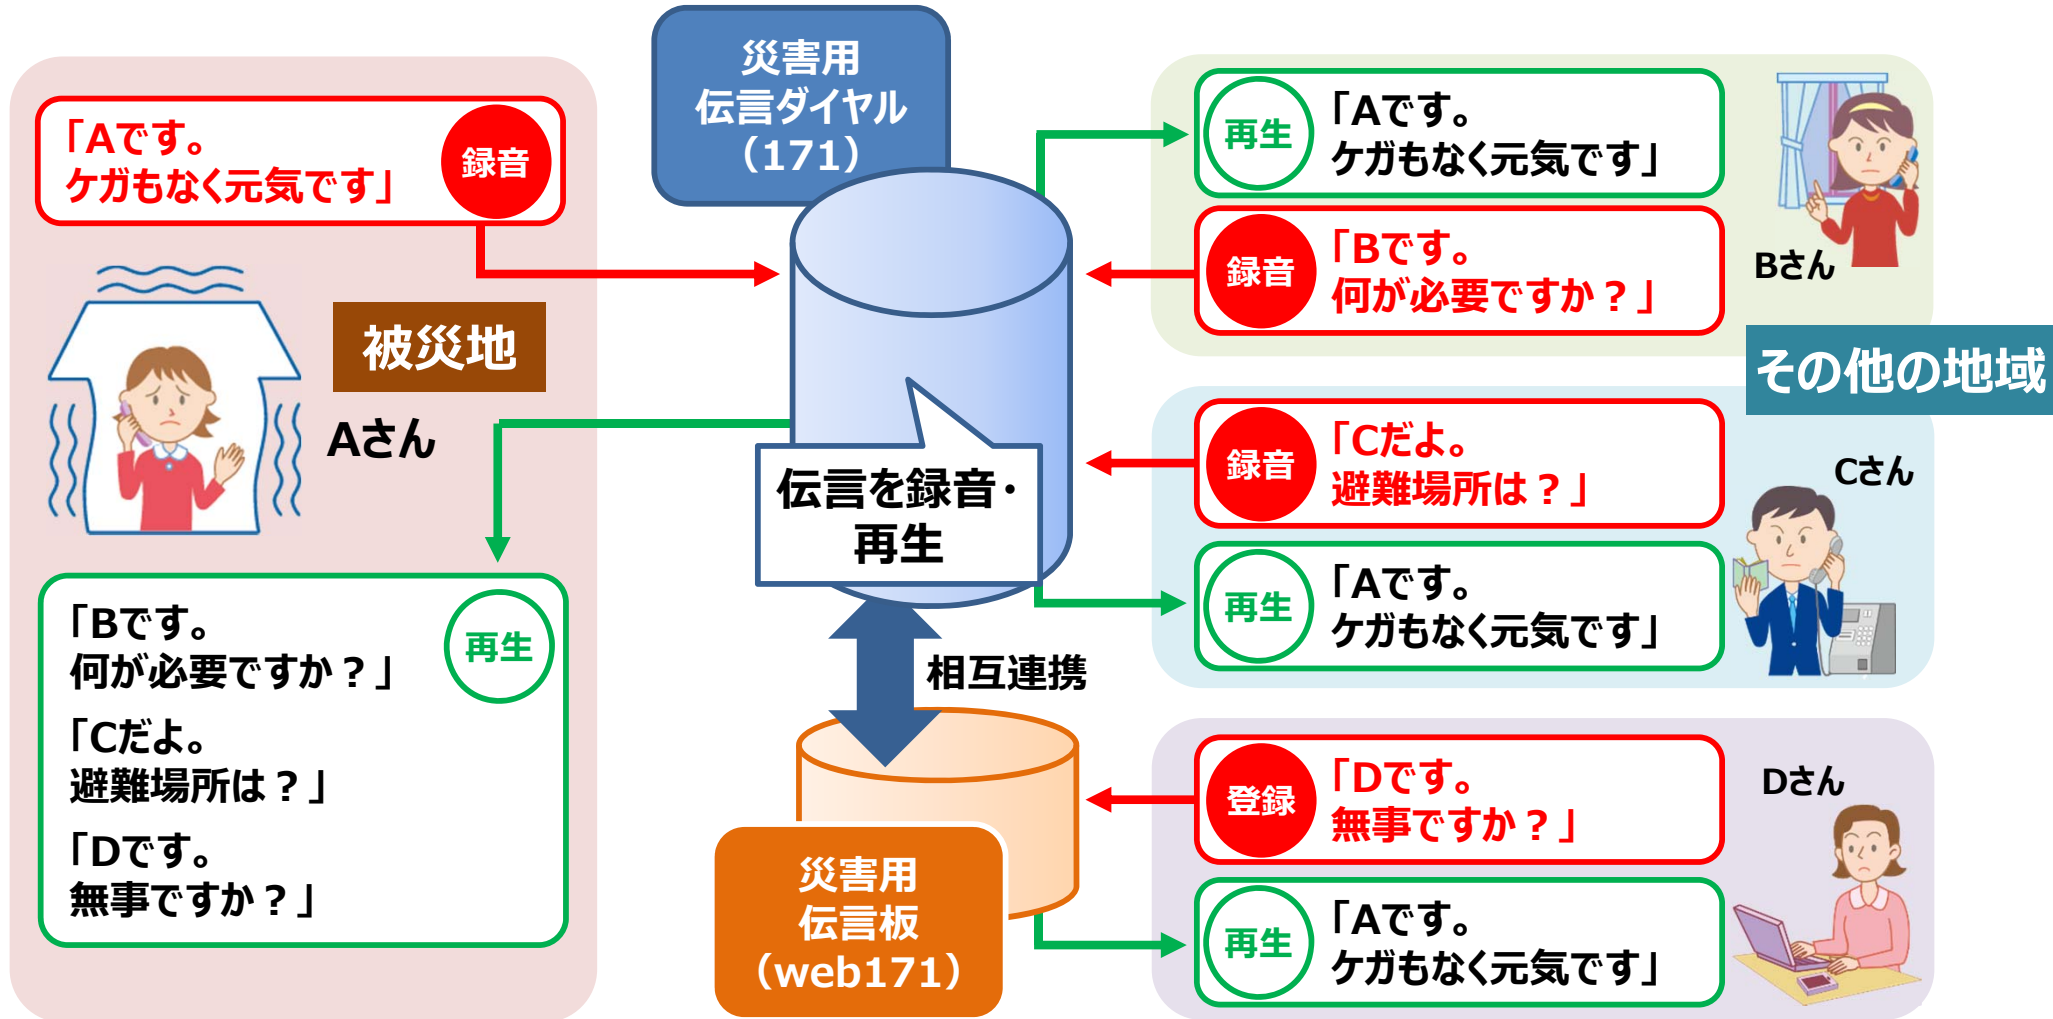 災害用
伝言ダイヤル
（171）
「Aです。
ケガもなく元気です」
録音
被災地
Aさん
「Bです。
何が必要ですか？」
再生
「Cだよ。
避難場所は？」
「Dです。
無事ですか？」
伝言を録音・
再生
相互連携
災害用
伝言板
（web171）
再生
「Aです。
ケガもなく元気です」
録音
「Bです。
何が必要ですか？」
Bさん
その他の地域
録音
「Cだよ。
避難場所は？」
Cさん
再生
「Aです。
ケガもなく元気です」
登録
「Dです。
無事ですか？」
Dさん
再生
「Aです。
ケガもなく元気です」